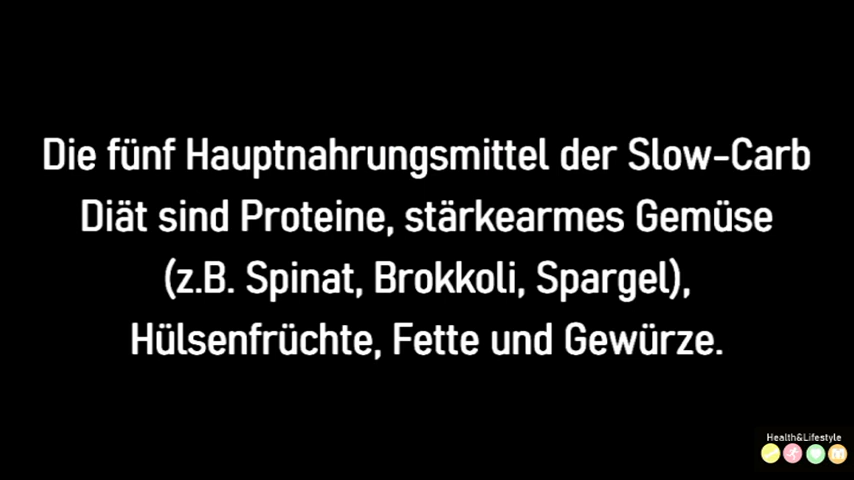 Die fünf Hauptnahrungsmittel der Slow-Carb
Diät sind Proteine, stärkearmes Gemüse
(z.B. Spinat, Brokkoli, Spargel),
Hülsenfrüchte, Fette und Gewürze.
Health&Lifestyle